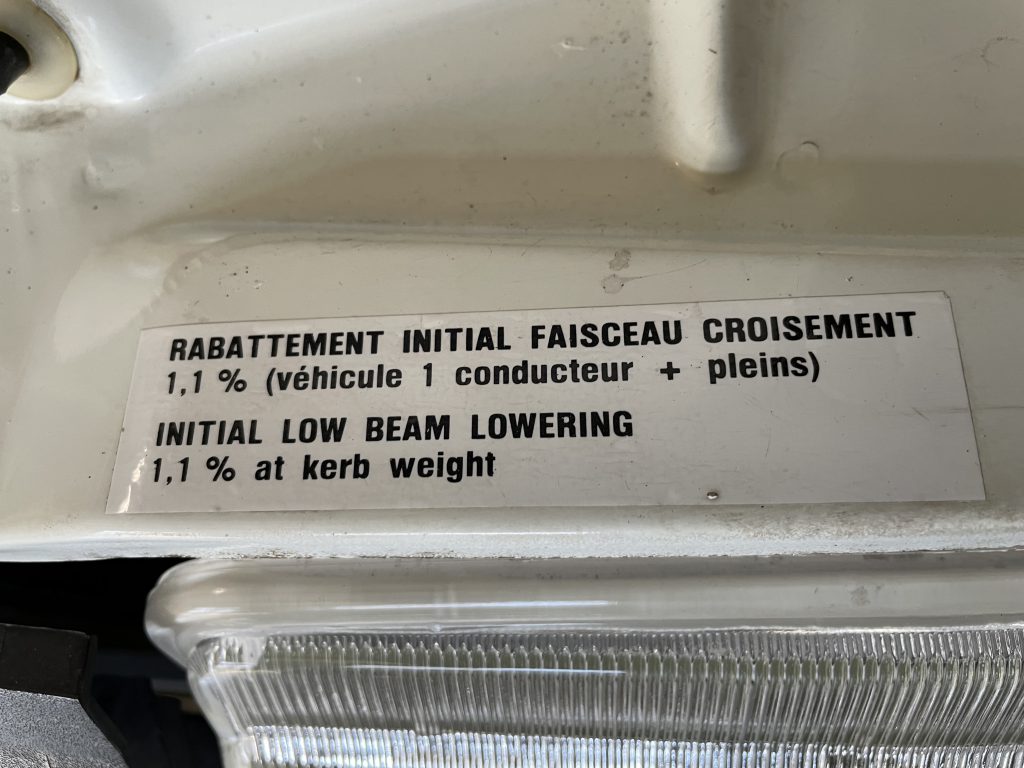 RABATTEMENT INITIAL FAISCEAU CROISEMENT
1,1 % (véhicule 1 conducteur + pleins)
INITIAL LOW BEAM LOWERING
1,1 % at kerb weight